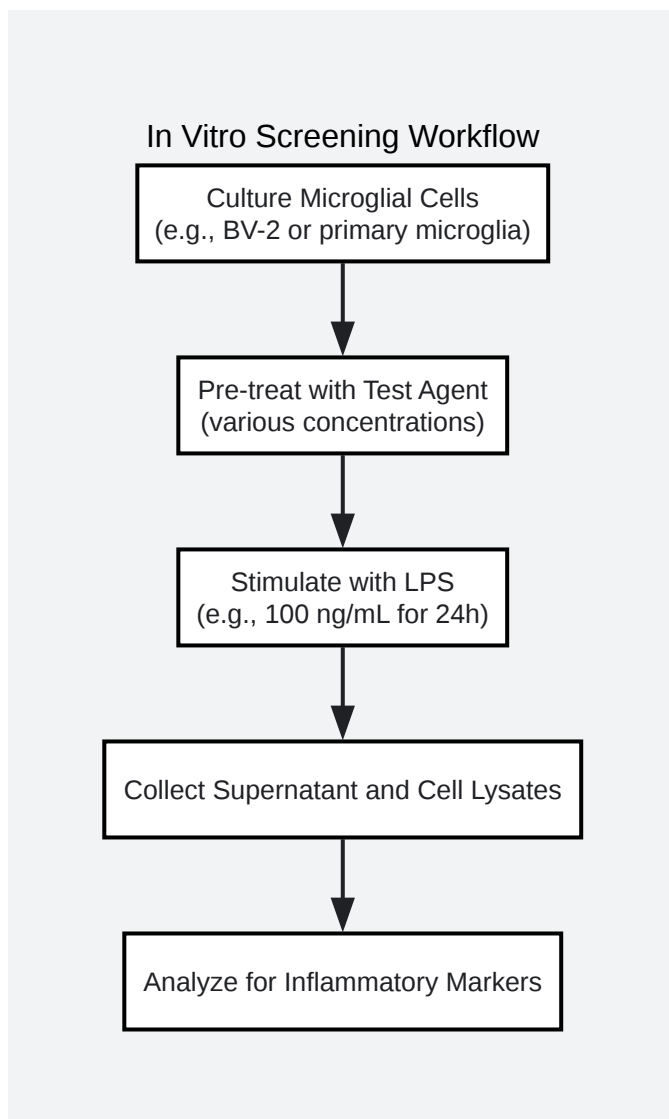 In Vitro Screening Workflow
Culture Microglial Cells
(e.g., BV-2 or primary microglia)
Pre-treat with Test Agent
(various concentrations)
Stimulate with LPS
(e.g., 100 ng/mL for 24h)
Collect Supernatant and Cell Lysates
Analyze for Inflammatory Markers